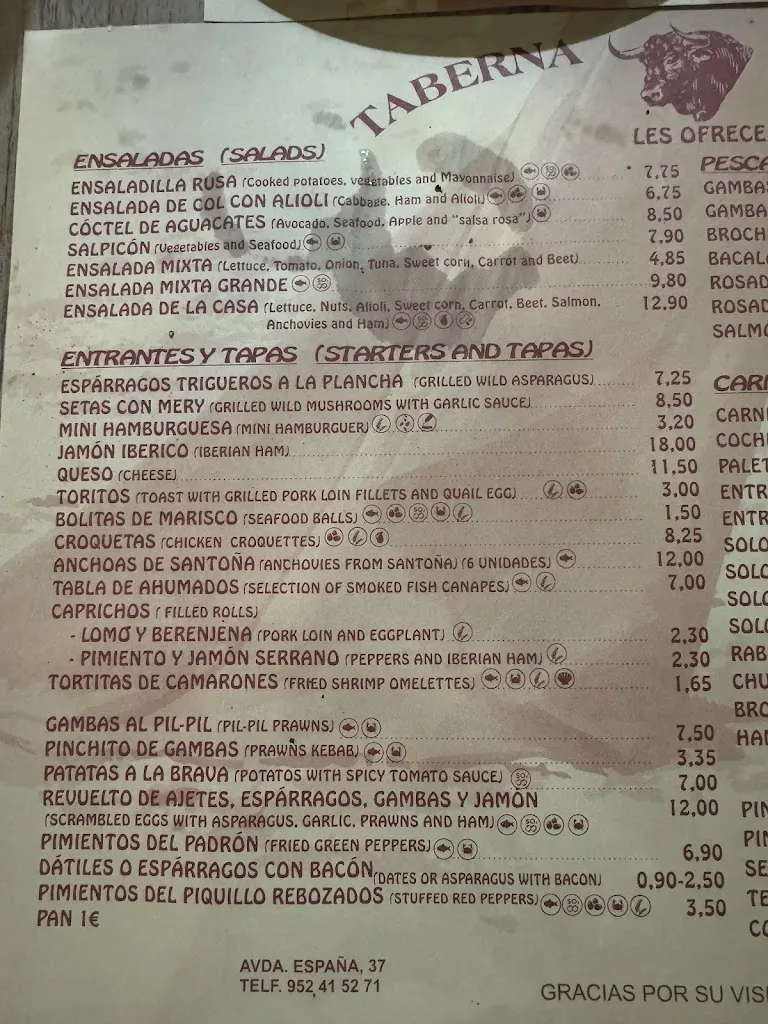 TABERNA
LES OFRECE
ENSALADAS (SALADS)
ENSALADILLA RUSA (Cooked potatoes, vegetables and Mayonnaise) 7,75
ENSALADA DE COL CON ALIOLI (Cabbage, Ham and Alioli) 6,75
CÓCTEL DE AGUACATES (Avocado, Seafood, Apple and "salsa rosa") 8,50
SALPICÓN (Vegetables and Seafood) 7,90
ENSALADA MIXTA (Lettuce, Tomato, Onion, Tuna, Sweet corn, Carrot and Beet) 4,85
ENSALADA MIXTA GRANDE 9,80
ENSALADA DE LA CASA (Lettuce, Nuts, Alioli, Sweet corn, Carrot, Beet, Salmon, 12,90
Anchovies and Ham)
ENTRANTES Y TAPAS (STARTERS AND TAPAS)
ESPÁRRAGOS TRIGUEROS A LA PLANCHA (GRILLED WILD ASPARAGUS) 7,25
SETAS CON MERY (GRILLED WILD MUSHROOMS WITH GARLIC SAUCE) 8,50
MINI HAMBURGUESA (MINI HAMBURGUER) 3,20
JAMÓN IBERICO (IBERIAN HAM) 18,00
QUESO (CHEESE) 11,50
TORITOS (TOAST WITH GRILLED PORK LOIN FILLETS AND QUAIL EGG) 3,00
BOLITAS DE MARISCO (SEAFOOD BALLS) 1,50
CROQUETAS (CHICKEN CROQUETTES) 8,25
ANCHOAS DE SANTOÑA (ANCHOVIES FROM SANTOÑA) (6 UNIDADES) 12,00
TABLA DE AHUMADOS (SELECTION OF SMOKED FISH CANAPES) 7,00
CAPRICHOS ( FILLED ROLLS)
- LOMO Y BERENJENA (PORK LOIN AND EGGPLANT) 2,30
- PIMIENTO Y JAMÓN SERRANO (PEPPERS AND IBERIAN HAM) 2,30
TORTITAS DE CAMARONES (FRIED SHRIMP OMELETTES) 1,65
GAMBAS AL PIL-PIL (PIL-PIL PRAWNS) 7,50
PINCHITO DE GAMBAS (PRAWNS KEBAB) 3,35
PATATAS A LA BRAVA (POTATOS WITH SPICY TOMATO SAUCE) 7,00
REVUELTO DE AJETES, ESPÁRRAGOS, GAMBAS Y JAMÓN 12,00
(SCRAMBLED EGGS WITH ASPARAGUS, GARLIC, PRAWNS AND HAM)
PIMIENTOS DEL PADRÓN (FRIED GREEN PEPPERS) 6,90
DÁTILES O ESPÁRRAGOS CON BACÓN (DATES OR ASPARAGUS WITH BACON) 0,90-2,50
PIMIENTOS DEL PIQUILLO REBOZADOS (STUFFED RED PEPPERS) 3,50
PAN 1€
PESCA
GAMBAS
GAMBA
BROCH
BACAL
ROSAD
ROSAD
SALMÓ
CARN
CARN
COCH
PALET
ENTR
ENTR
SOLO
SOLO
SOLO
SOLO
RAB
CHU
BRO
HA
PIN
PIN
SE
TE
CO
AVDA. ESPAÑA, 37
TELF. 952 41 52 71
GRACIAS POR SU VISI